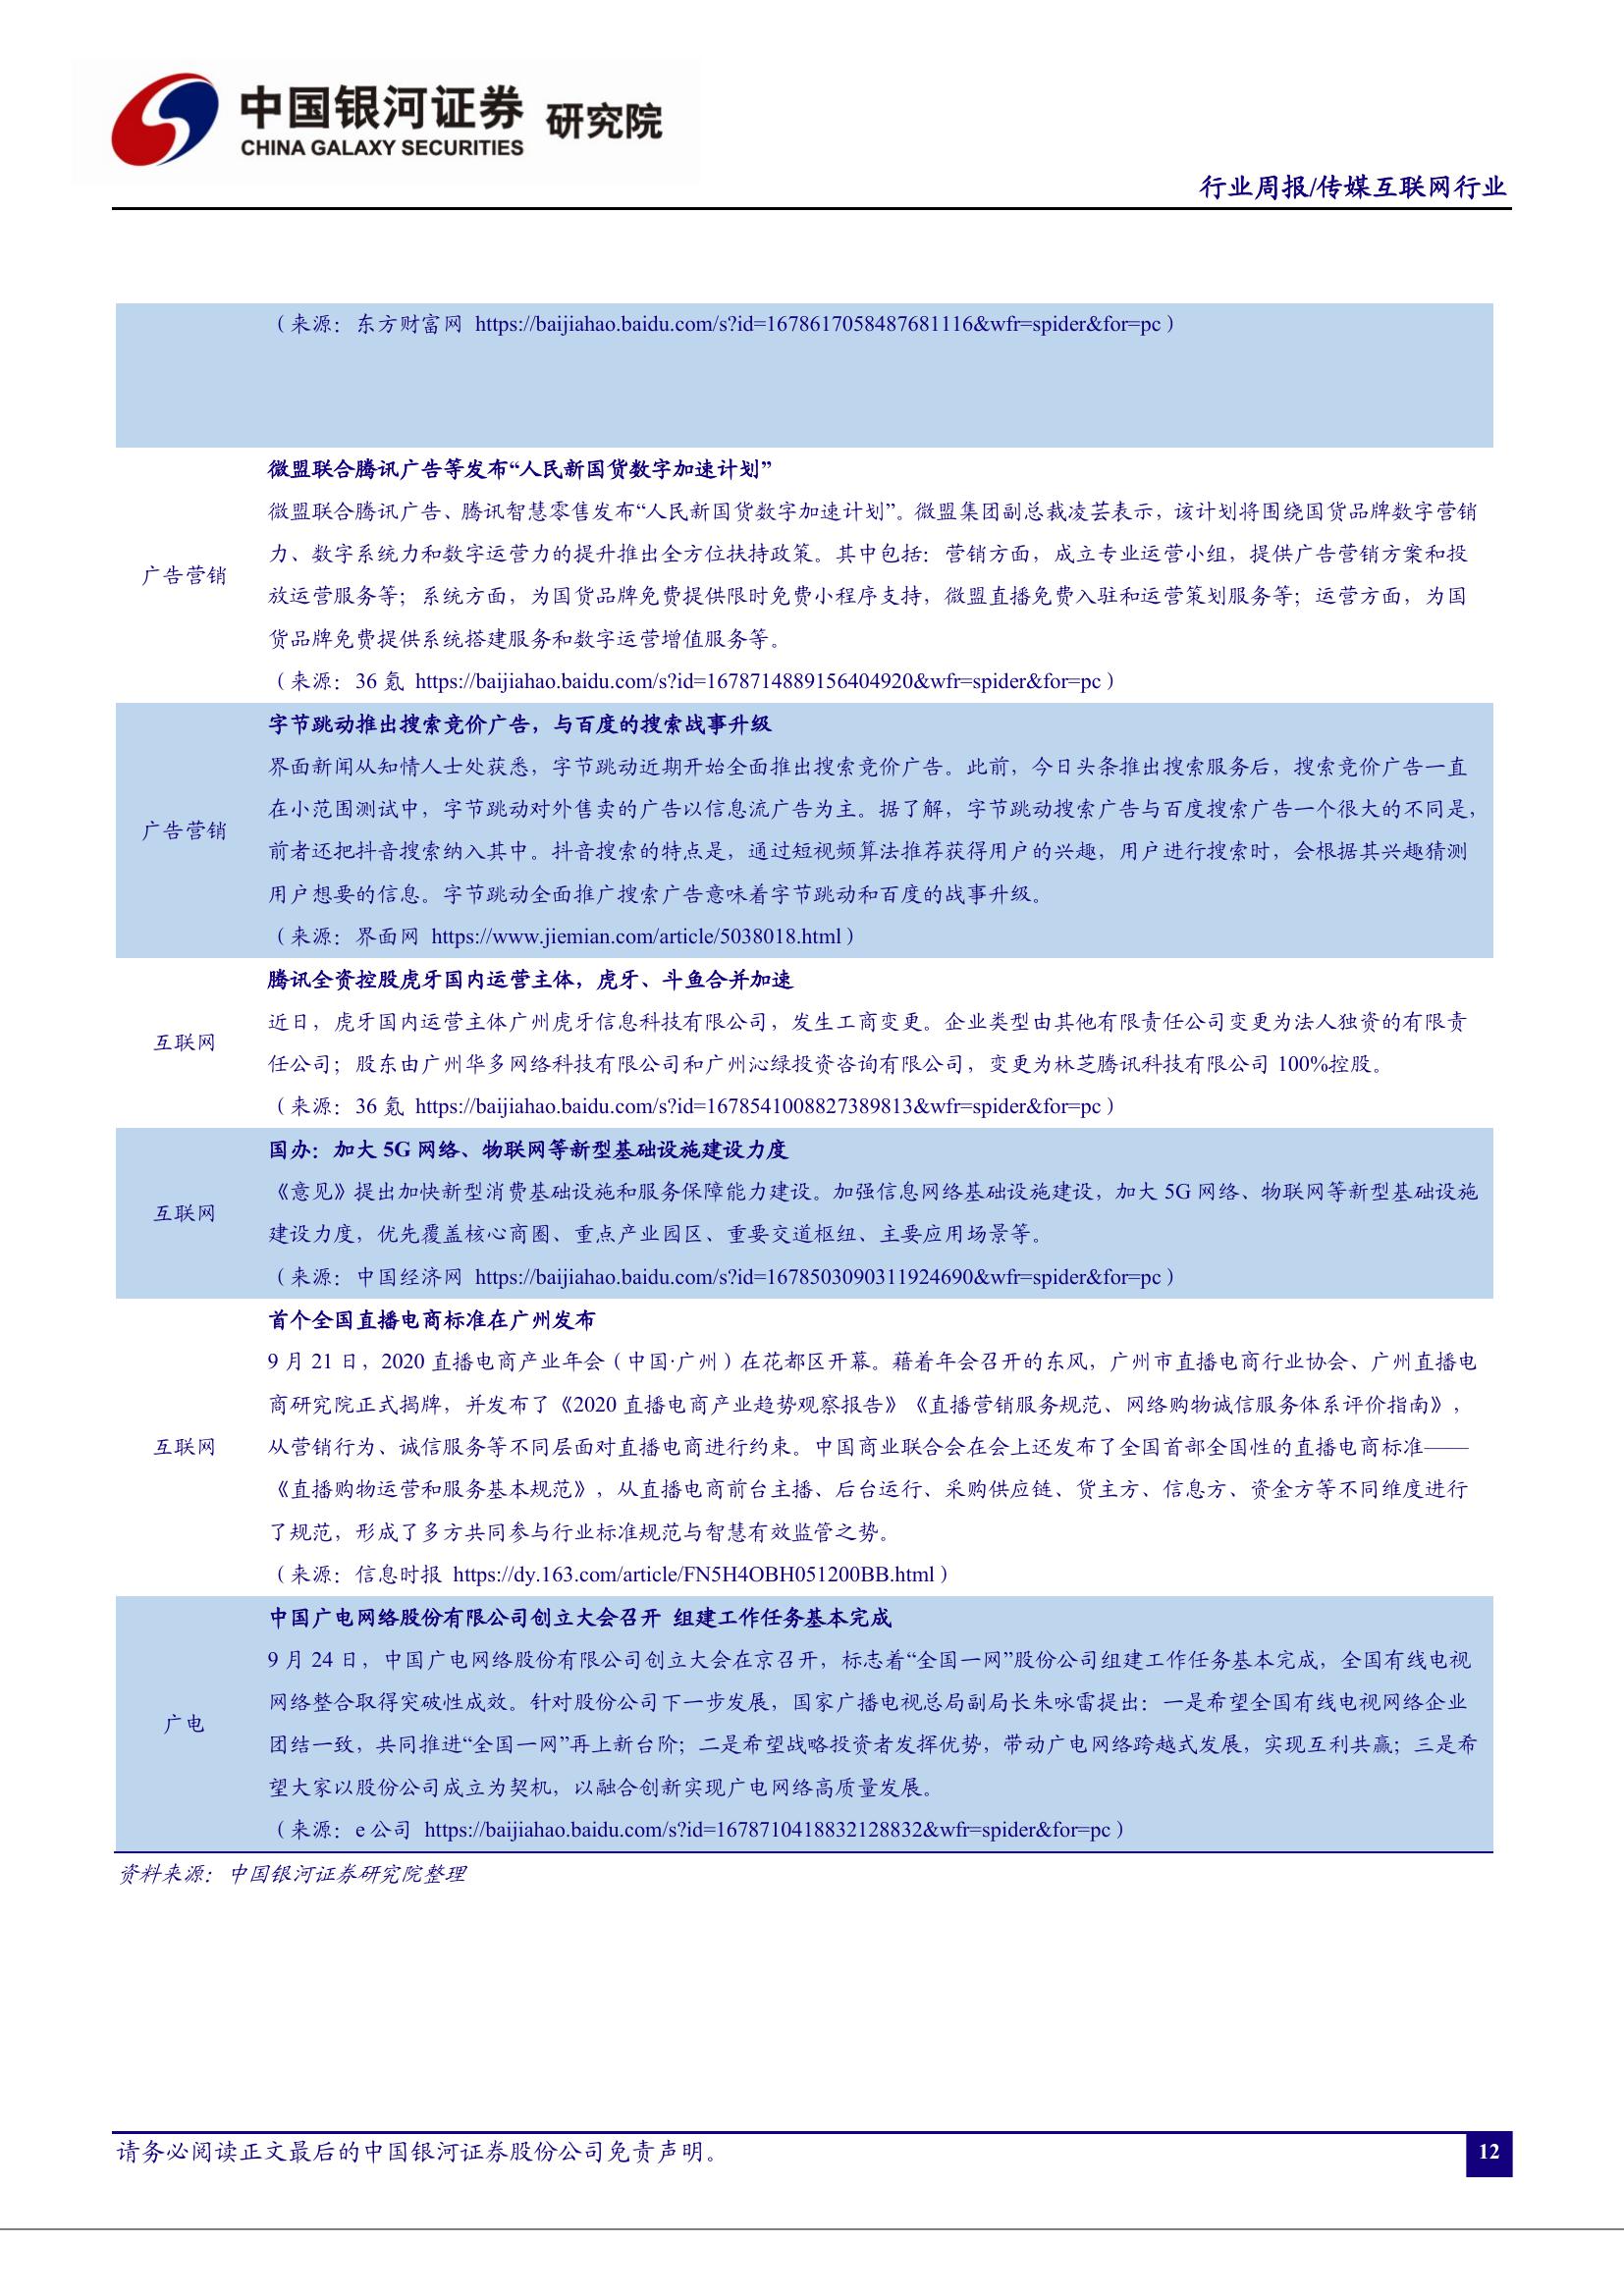 中国银河证券 研究院
CHINA GALAXY SECURITIES
行业周报/传媒互联网行业
（来源：东方财富网 https://baijiahao.baidu.com/s?id=1678617058487681116&wfr=spider&for=pc）
微盟联合腾讯广告等发布“人民新国货数字加速计划”
微盟联合腾讯广告、腾讯智慧零售发布“人民新国货数字加速计划”。微盟集团副总裁凌芸表示，该计划将围绕国货品牌数字营销
力、数字系统力和数字运营力的提升推出全方位扶持政策。其中包括：营销方面，成立专业运营小组，提供广告营销方案和投
广告营销
放运营服务等；系统方面，为国货品牌免费提供限时免费小程序支持，微盟直播免费入驻和运营策划服务等；运营方面，为国
货品牌免费提供系统搭建服务和数字运营增值服务等。
（来源：36 氪 https://baijiahao.baidu.com/s?id=1678714889156404920&wfr=spider&for=pc）
字节跳动推出搜索竞价广告，与百度的搜索战事升级
界面新闻从知情人士处获悉，字节跳动近期开始全面推出搜索竞价广告。此前，今日头条推出搜索服务后，搜索竞价广告一直
在小范围测试中，字节跳动对外售卖的广告以信息流广告为主。据了解，字节跳动搜索广告与百度搜索广告一个很大的不同是，
广告营销
前者还把抖音搜索纳入其中。抖音搜索的特点是，通过短视频算法推荐获得用户的兴趣，用户进行搜索时，会根据其兴趣猜测
用户想要的信息。字节跳动全面推广搜索广告意味着字节跳动和百度的战事升级。
（来源：界面网 https://www.jiemian.com/article/5038018.html）
腾讯全资控股虎牙国内运营主体，虎牙、斗鱼合并加速
近日，虎牙国内运营主体广州虎牙信息科技有限公司，发生工商变更。企业类型由其他有限责任公司变更为法人独资的有限责
互联网
任公司；股东由广州华多网络科技有限公司和广州沁绿投资咨询有限公司，变更为林芝腾讯科技有限公司 100%控股。
（来源：36 氪 https://baijiahao.baidu.com/s?id=1678541008827389813&wfr=spider&for=pc）
国办：加大 5G 网络、物联网等新型基础设施建设力度
《意见》提出加快新型消费基础设施和服务保障能力建设。加强信息网络基础设施建设，加大 5G 网络、物联网等新型基础设施
互联网
建设力度，优先覆盖核心商圈、重点产业园区、重要交道枢纽、主要应用场景等。
（来源：中国经济网 https://baijiahao.baidu.com/s?id=1678503090311924690&wfr=spider&for=pc）
首个全国直播电商标准在广州发布
9 月 21 日，2020 直播电商产业年会（中国·广州）在花都区开幕。藉着年会召开的东风，广州市直播电商行业协会、广州直播电
商研究院正式揭牌，并发布了《2020 直播电商产业趋势观察报告》《直播营销服务规范、网络购物诚信服务体系评价指南》，
互联网
从营销行为、诚信服务等不同层面对直播电商进行约束。中国商业联合会在会上还发布了全国首部全国性的直播电商标准——
《直播购物运营和服务基本规范》，从直播电商前台主播、后台运行、采购供应链、货主方、信息方、资金方等不同维度进行
了规范，形成了多方共同参与行业标准规范与智慧有效监管之势。
（来源：信息时报 https://dy.163.com/article/FN5H4OBH051200BB.html）
中国广电网络股份有限公司创立大会召开 组建工作任务基本完成
9 月 24 日，中国广电网络股份有限公司创立大会在京召开，标志着“全国一网”股份公司组建工作任务基本完成，全国有线电视
网络整合取得突破性成效。针对股份公司下一步发展，国家广播电视总局副局长朱咏雷提出：一是希望全国有线电视网络企业
广电
团结一致，共同推进“全国一网”再上新台阶；二是希望战略投资者发挥优势，带动广电网络跨越式发展，实现互利共赢；三是希
望大家以股份公司成立为契机，以融合创新实现广电网络高质量发展。
（来源：e 公司 https://baijiahao.baidu.com/s?id=1678710418832128832&wfr=spider&for=pc）
资料来源：中国银河证券研究院整理
请务必阅读正文最后的中国银河证券股份公司免责声明。
12